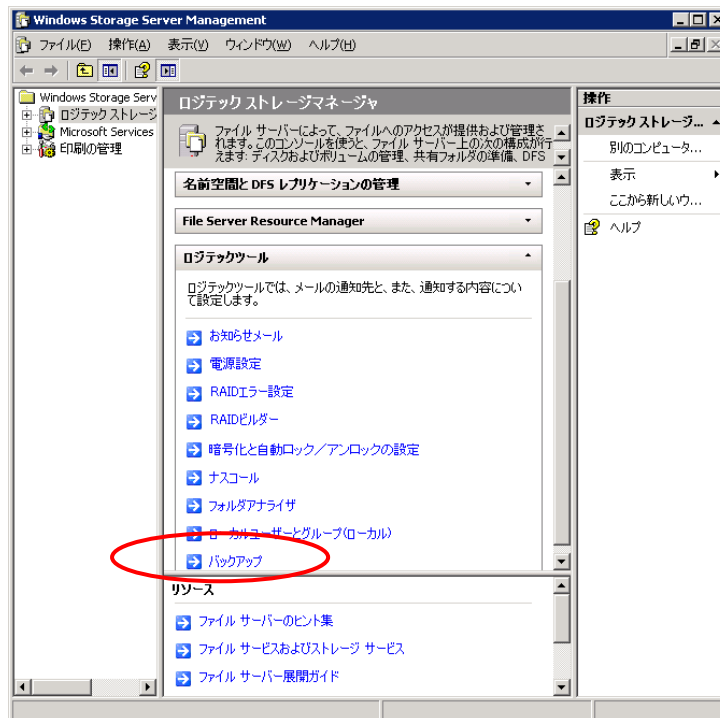 Windows Storage Server Management
ファイル(F) 操作(A) 表示(V) ウィンドウ(W) ヘルプ(H)
Windows Storage Serv
ロジテック ストレージ
Microsoft Services
印刷の管理
ロジテック ストレージマネージャ
ファイル サーバーによって、ファイルへのアクセスが提供および管理さ
れます。このコンソールを使うと、ファイル サーバー上の次の構成が行
えます: ディスクおよびボリュームの管理、共有フォルダの準備、DFS
名前空間と DFS レプリケーションの管理
File Server Resource Manager
ロジテックツール
ロジテックツールでは、メールの通知先と、また、通知する内容につい
て設定します。
お知らせメール
電源設定
RAIDエラー設定
RAIDビルダー
暗号化と自動ロック／アンロックの設定
ナスコール
フォルダアナライザ
ローカルユーザーとグループ(ローカル)
バックアップ
リソース
ファイル サーバーのヒント集
ファイル サービスおよびストレージ サービス
ファイル サーバー展開ガイド
操作
ロジテック ストレージ...
別のコンピュータ...
表示
ここから新しいウ...
ヘルプ